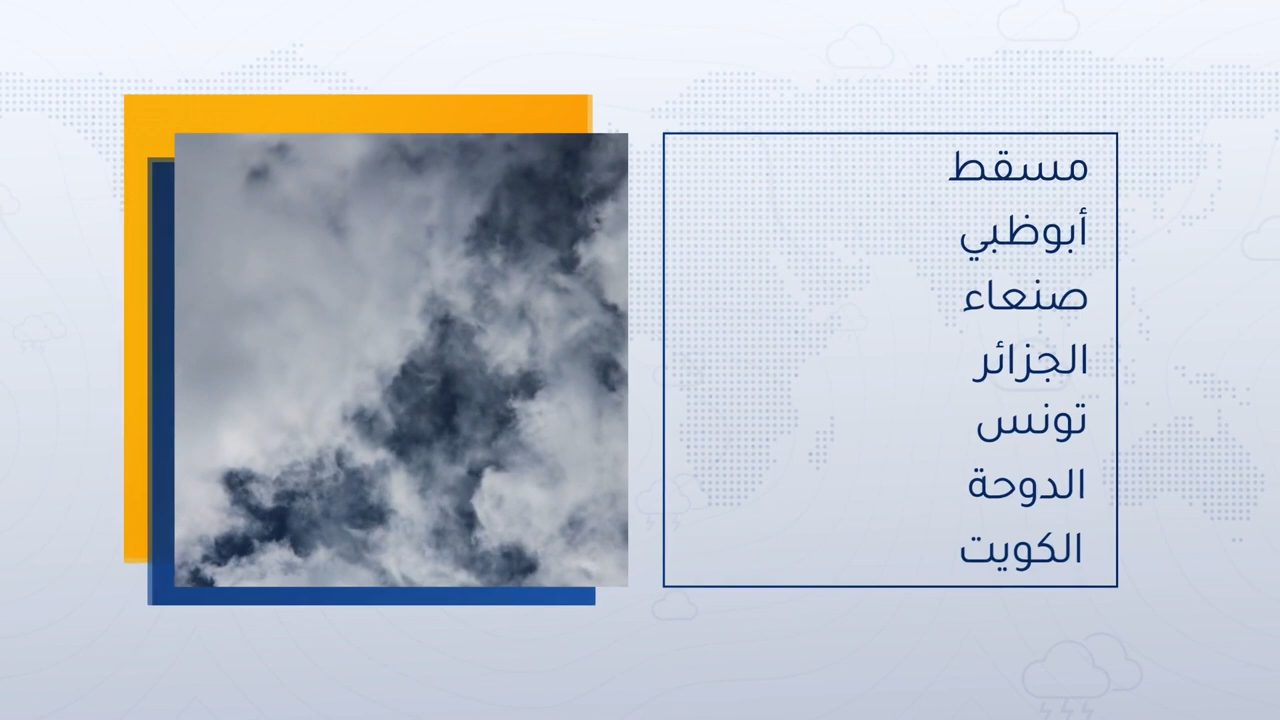 مسقط
أبوظبي
صنعاء
الجزائر
تونس
الدوحة
الكويت